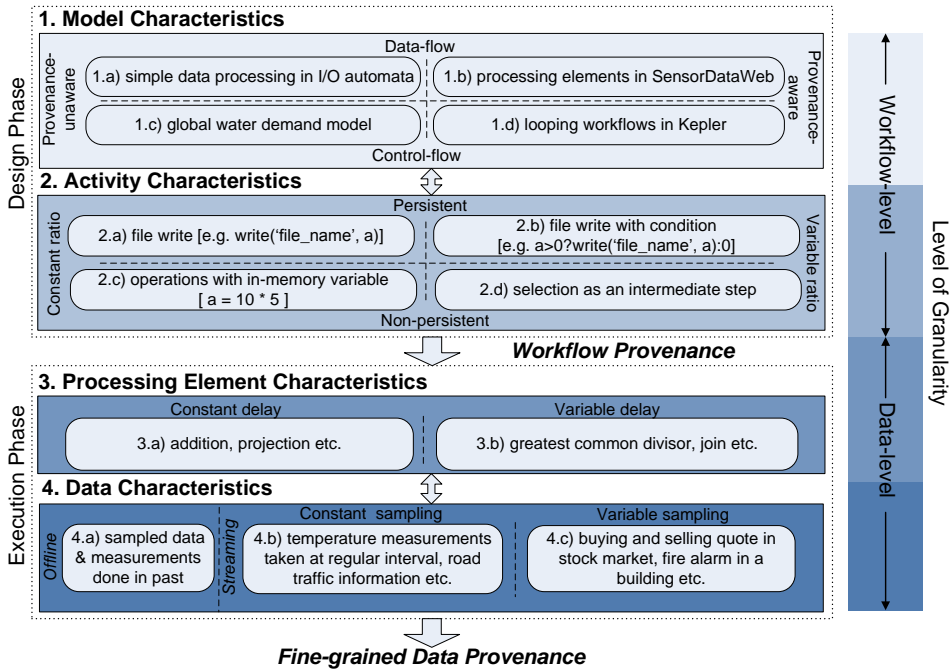 1. Model Characteristics
Data-flow
Provenance-
unaware
1.a) simple data processing in I/O automata
1.b) processing elements in SensorDataWeb
Provenance-
aware
1.c) global water demand model
1.d) looping workflows in Kepler
Control-flow
Design Phase
2. Activity Characteristics
Persistent
Constant ratio
2.a) file write [e.g. write(‘file_name’, a)]
2.b) file write with condition
[e.g. a>0?write(‘file_name’, a):0]
Variable ratio
2.c) operations with in-memory variable
[ a = 10 * 5 ]
2.d) selection as an intermediate step
Non-persistent
Workflow Provenance
Workflow-level
Level of Granularity
Data-level
3. Processing Element Characteristics
Constant delay
Variable delay
3.a) addition, projection etc.
3.b) greatest common divisor, join etc.
Execution Phase
4. Data Characteristics
Constant sampling
Variable sampling
Offline
4.a) sampled data
& measurements
done in past
Streaming
4.b) temperature measurements
taken at regular interval, road
traffic information etc.
4.c) buying and selling quote in
stock market, fire alarm in a
building etc.
Fine-grained Data Provenance